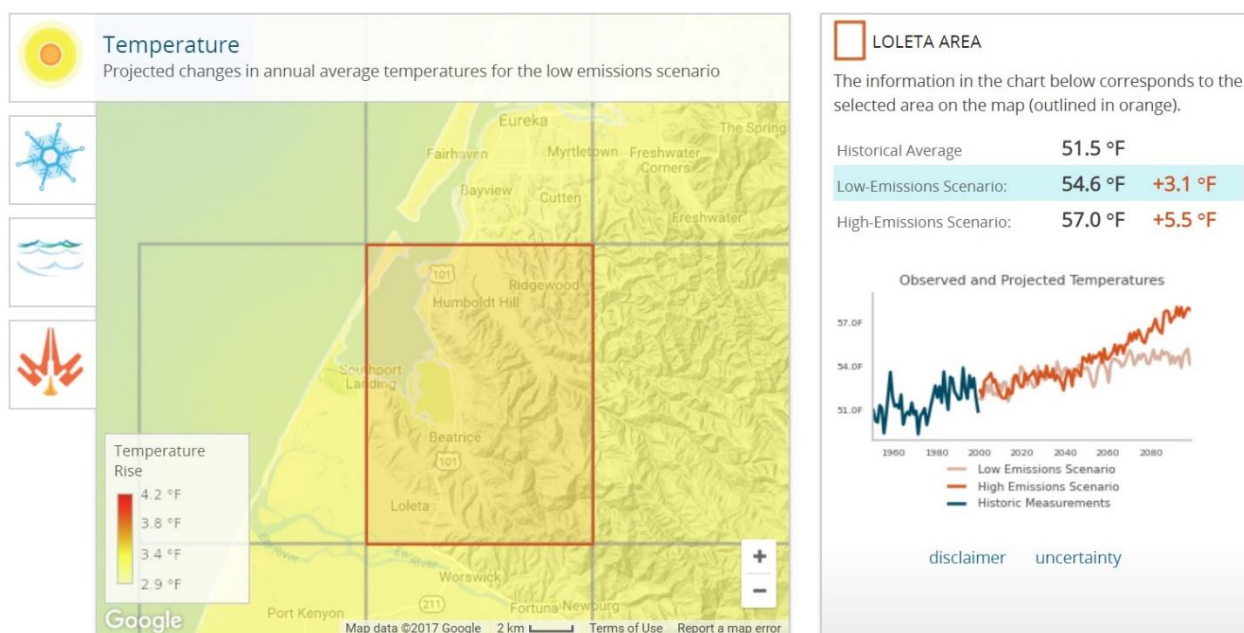 Temperature
Projected changes in annual average temperatures for the low emissions scenario
Eureka
The Spring
Fairhaven
Myrtletown
Freshwater
Corners
Bayview
Cutten
Freshwater
101
Ridgewood
Humboldt Hill
Southport
Landing
Beatrice
101
Loleta
Temperature
Rise
4.2 °F
3.8 °F
3.4 °F
2.9 °F
Eel River
Eel River
Worswick
211
Port Kenyon
Fortuna
Newburg
+
−
Google
Map data ©2017 Google
2 km
Terms of Use
Report a map error
LOLETA AREA
The information in the chart below corresponds to the
selected area on the map (outlined in orange).
Historical Average 51.5 °F
Low-Emissions Scenario: 54.6 °F +3.1 °F
High-Emissions Scenario: 57.0 °F +5.5 °F
Observed and Projected Temperatures
57.0F
54.0F
51.0F
1960 1980 2000 2020 2040 2060 2080
Low Emissions Scenario
High Emissions Scenario
Historic Measurements
disclaimer uncertainty